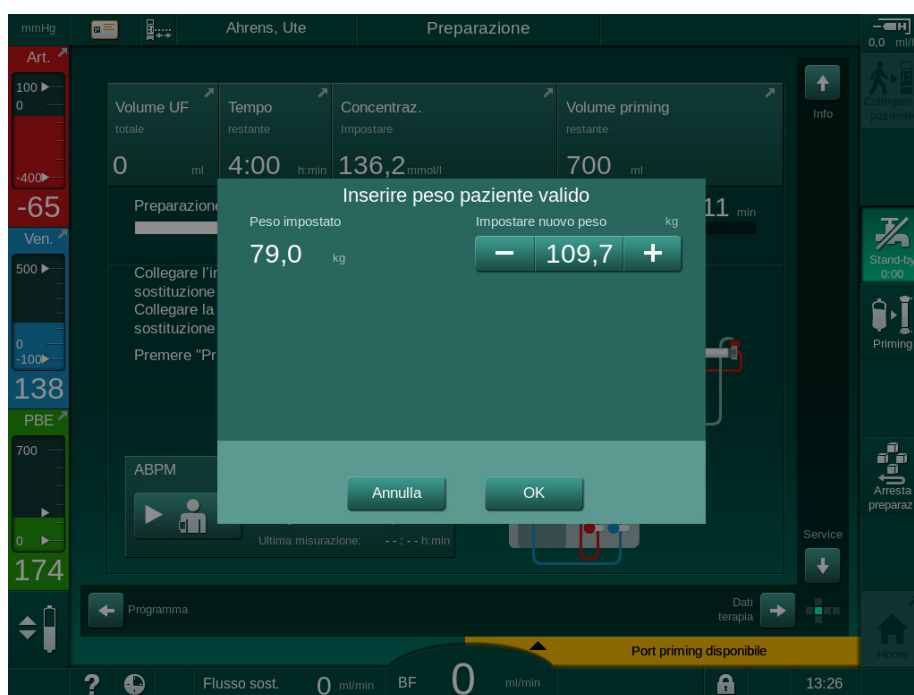 mmHg
Ahrens, Ute
Preparazione
0,0 ml/
Art.
100
0
-400
-65
Ven.
500
0
-100
138
PBE
700
0
174
Volume UF
totale
0 ml
Tempo
restante
4:00 h:min
Concentraz.
Impostare
136,2 mmol/l
Volume priming
restante
700 ml
Info
Collegare
paziente
Preparazione
11 min
Inserire peso paziente valido
Peso impostato
79,0 kg
Impostare nuovo peso kg
− 109,7 +
Collegare l'in
sostituzione
Collegare la
sostituzione
Premere "Pr
Annulla
OK
ABPM
Ultima misurazione: --:-- h:min
Stand-by
0:00
Priming
Arresta
preparaz
Service
Programma
Dati
terapia
Home
Port priming disponibile
? Flusso sost. 0 ml/min BF 0 ml/min 13:26